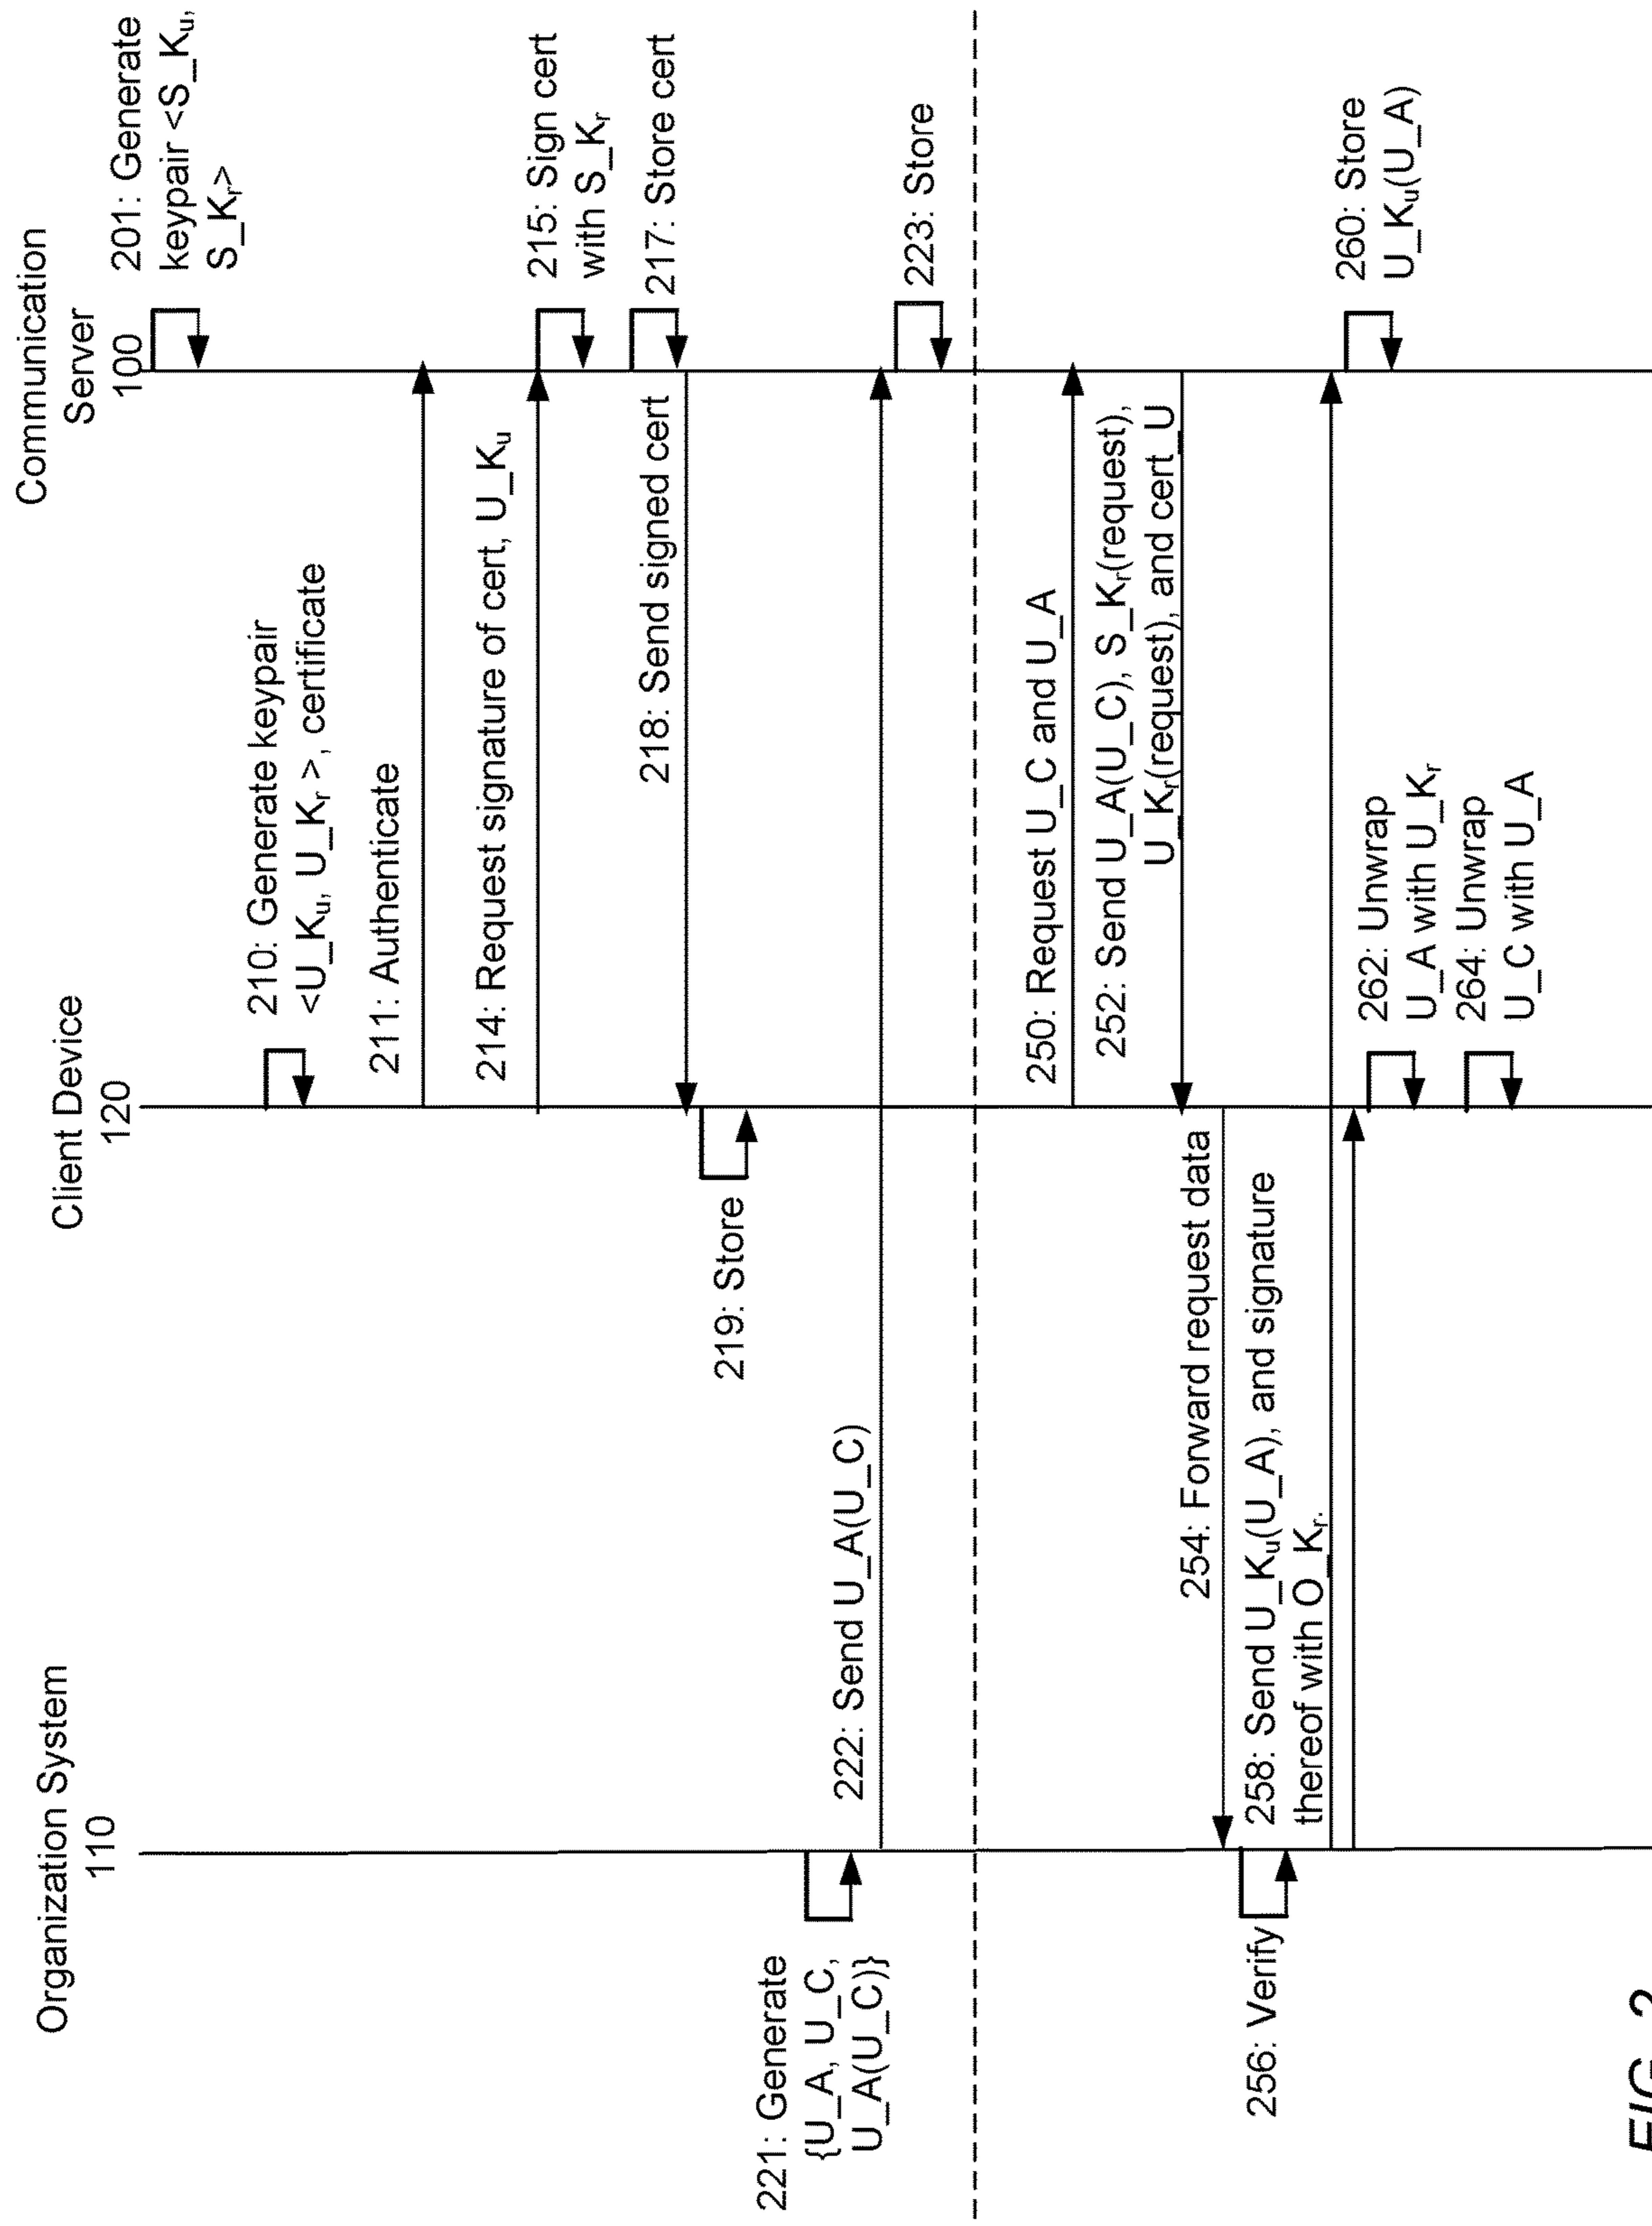 Organization System
110
Client Device
120
Communication
Server
100
201: Generate
keypair <S_Ku,
S_Kr>
210: Generate keypair
<U_Ku, U_Kr >, certificate
211: Authenticate
214: Request signature of cert, U_Ku
215: Sign cert
with S_Kr
217: Store cert
218: Send signed cert
219: Store
221: Generate
{U_A, U_C,
U_A(U_C)}
222: Send U_A(U_C)
223: Store
250: Request U_C and U_A
252: Send U_A(U_C), S_Kr(request),
U_Kr(request), and cert_U
254: Forward request data
256: Verify
258: Send U_Ku(U_A), and signature
thereof with O_Kr.
260: Store
U_Ku(U_A)
262: Unwrap
U_A with U_Kr
264: Unwrap
U_C with U_A
FIG. 2